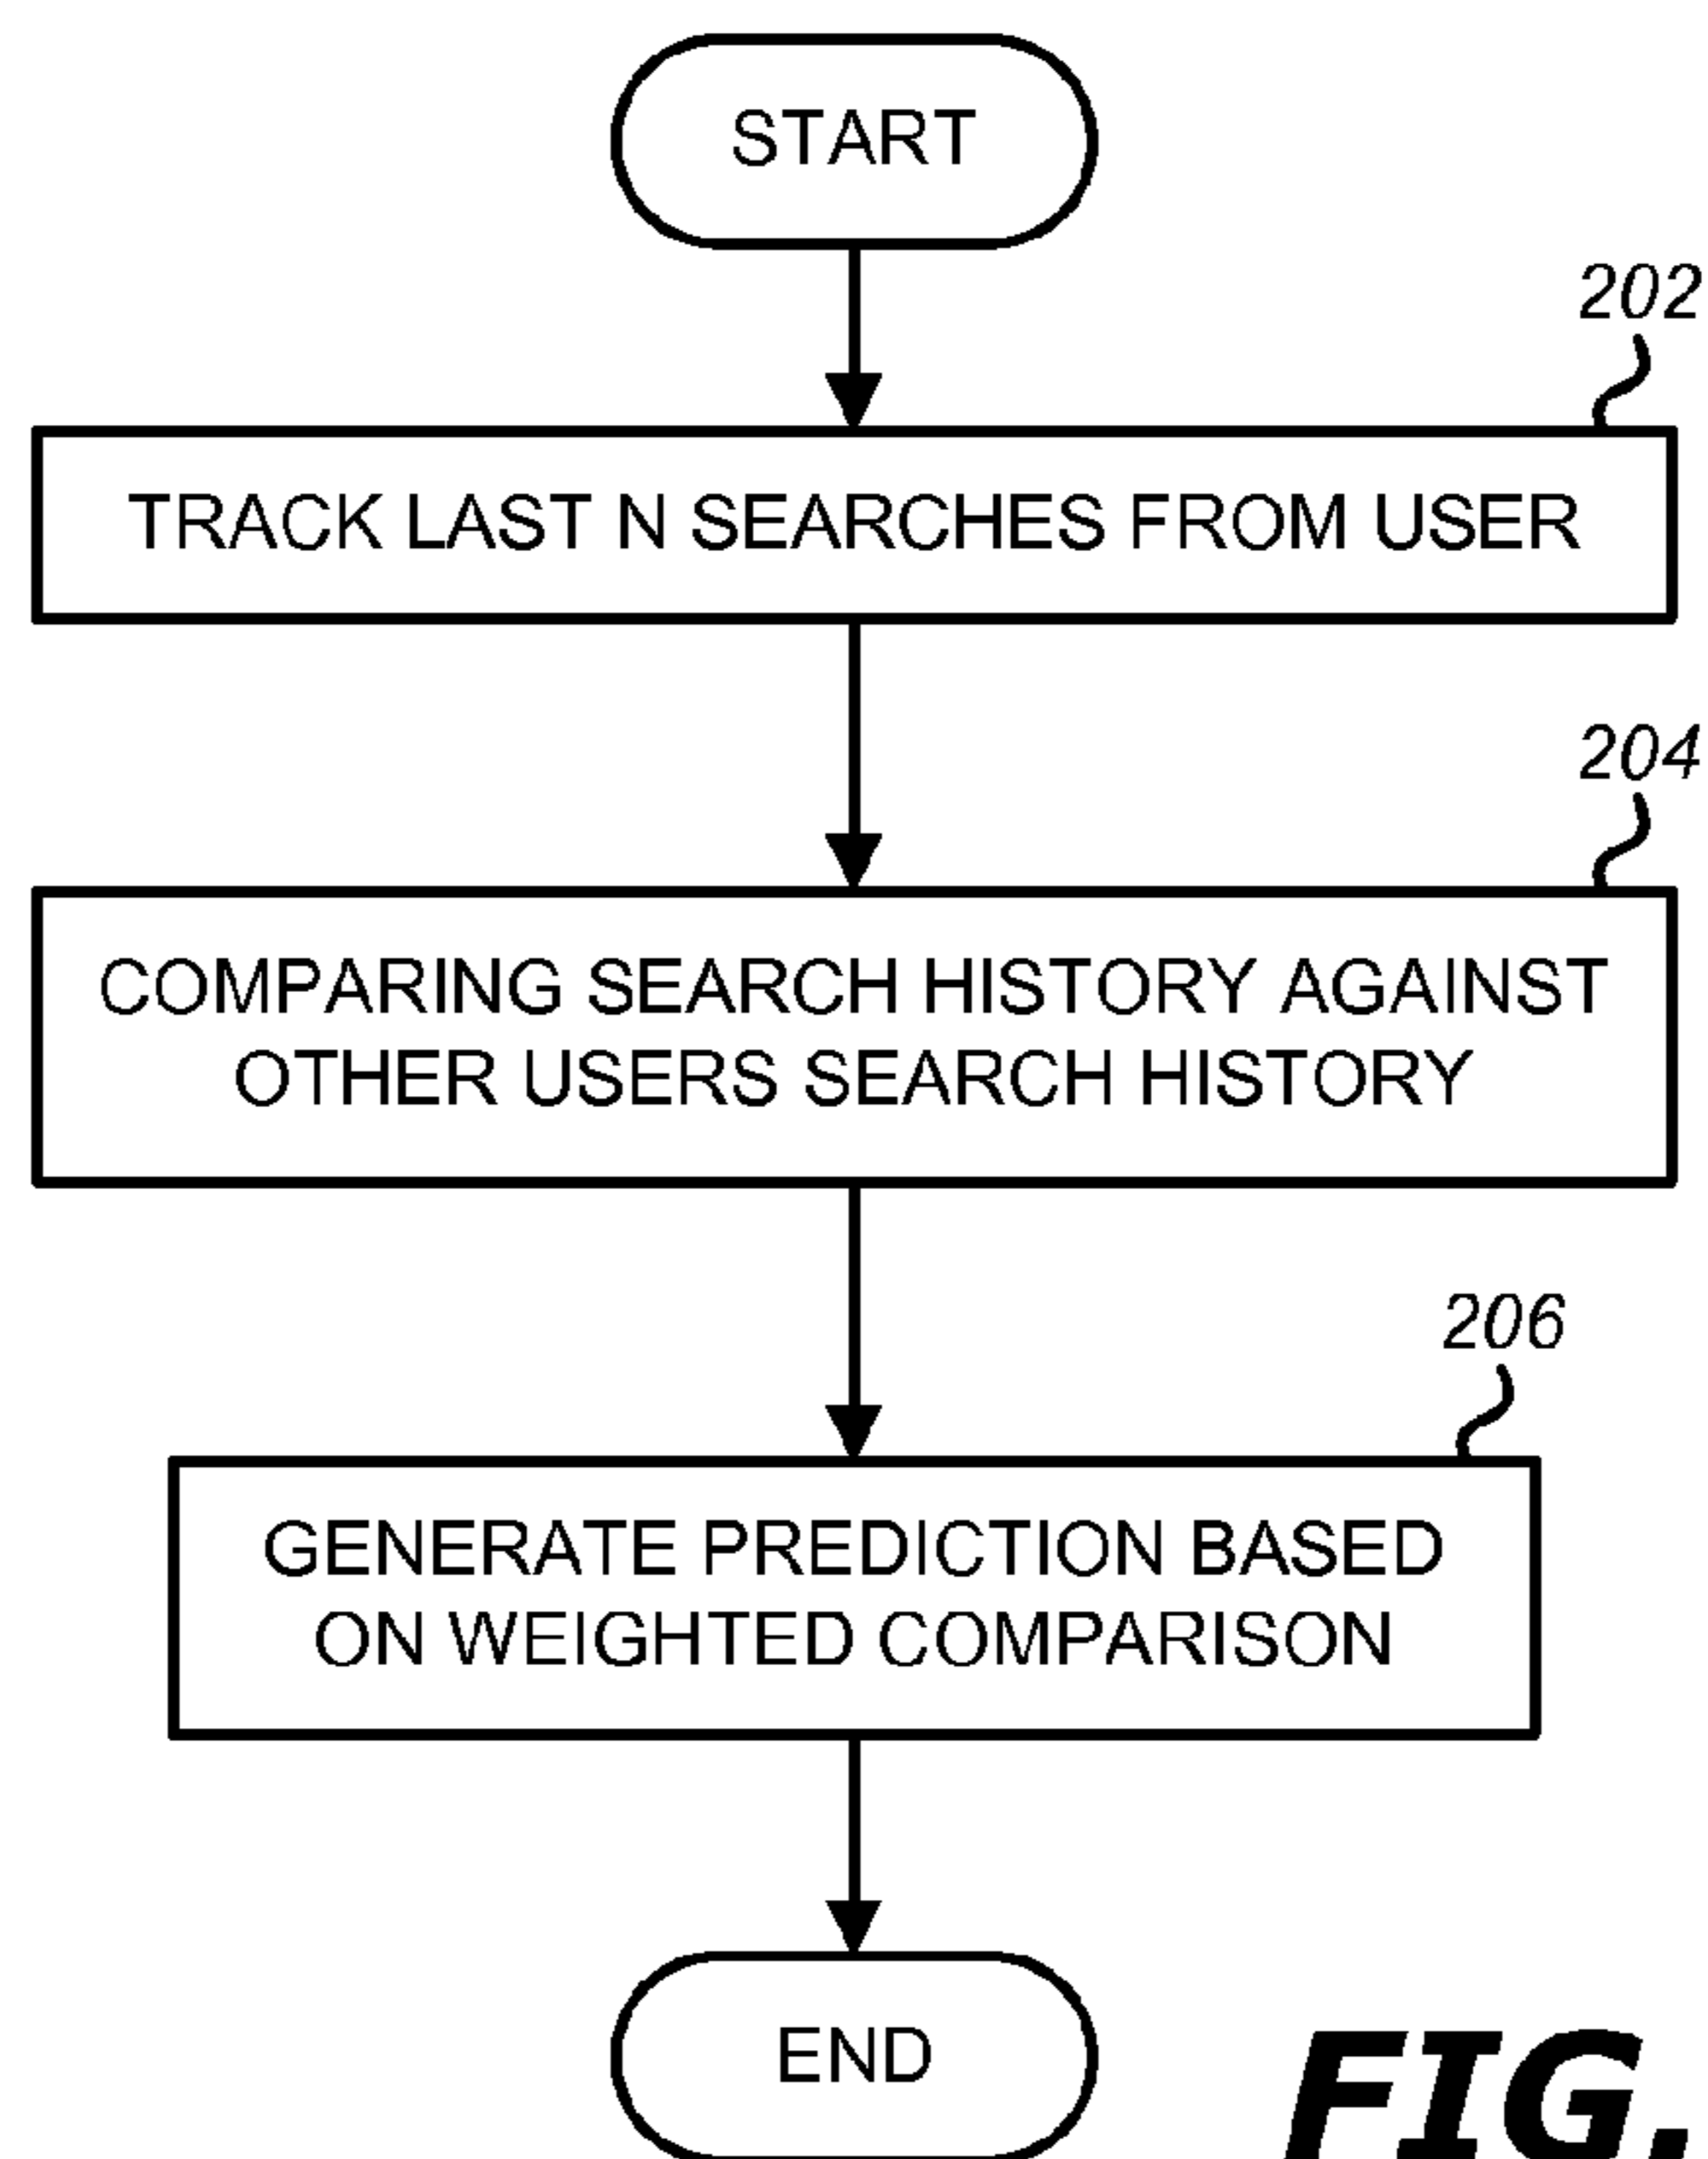 START
202
TRACK LAST N SEARCHES FROM USER
204
COMPARING SEARCH HISTORY AGAINST
OTHER USERS SEARCH HISTORY
206
GENERATE PREDICTION BASED
ON WEIGHTED COMPARISON
END
FIG.